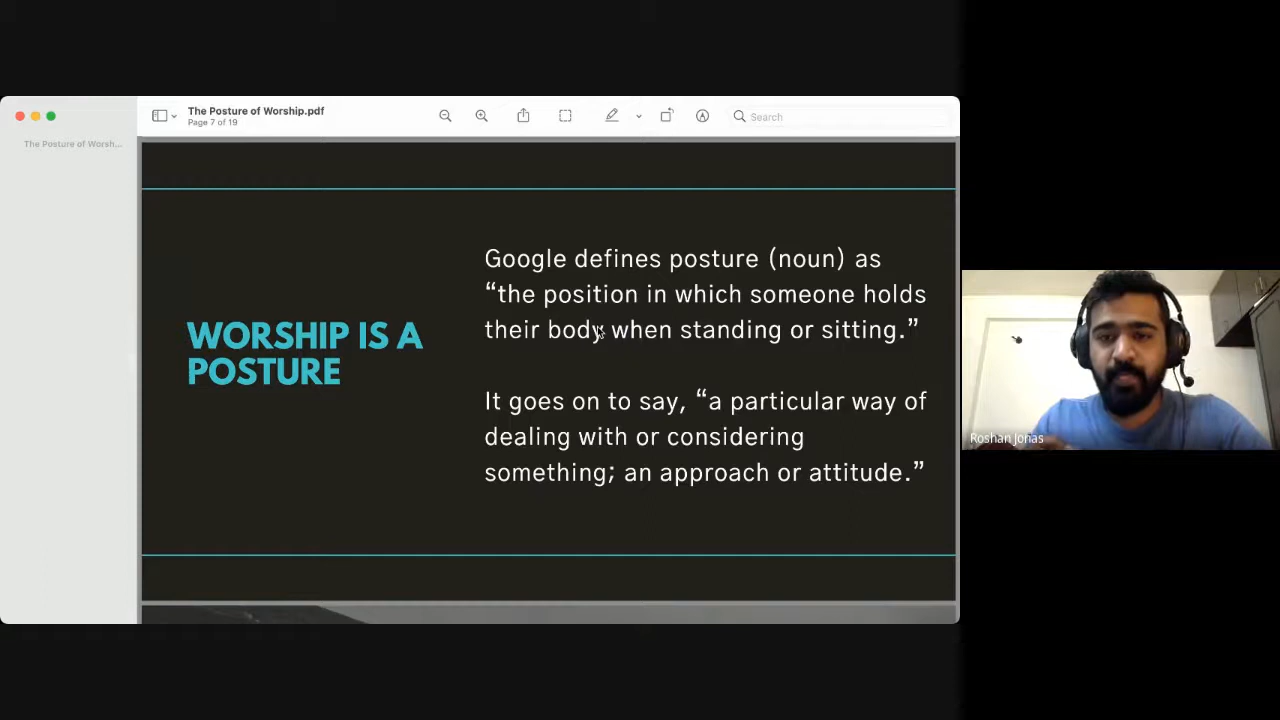 The Posture of Worship.pdf
Page 7 of 19
Search
The Posture of Worsh...
WORSHIP IS A
POSTURE
Google defines posture (noun) as
“the position in which someone holds
their body when standing or sitting.”
It goes on to say, “a particular way of
dealing with or considering
something; an approach or attitude.”
Roshan Jonas